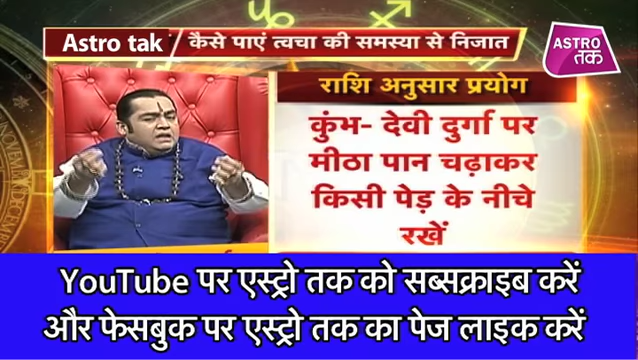 Astro tak कैसे पाएं त्वचा की समस्या से निजात
ASTRO
तक
राशि अनुसार प्रयोग
कुंभ- देवी दुर्गा पर
मीठा पान चढ़ाकर
किसी पेड़ के नीचे
रखें
YouTube पर एस्ट्रो तक को सब्सक्राइब करें
और फेसबुक पर एस्ट्रो तक का पेज लाइक करें